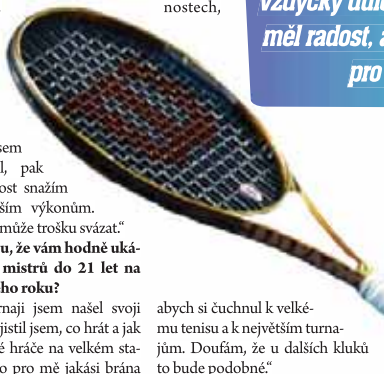 nostech,
vždycky
měl radost, a
pro
sem
l, pak
ost snažím
ším výkonům.
může trošku svázat.“
u, že vám hodně uká-
mistrů do 21 let na
ho roku?
rnaji jsem našel svoji
jistil jsem, co hrát a jak
é hráče na velkém sta-
o pro mě jakási brána
abych si čuchnul k velké-
mu tenisu a k největším turna-
jům. Doufám, že u dalších kluků
to bude podobné.“